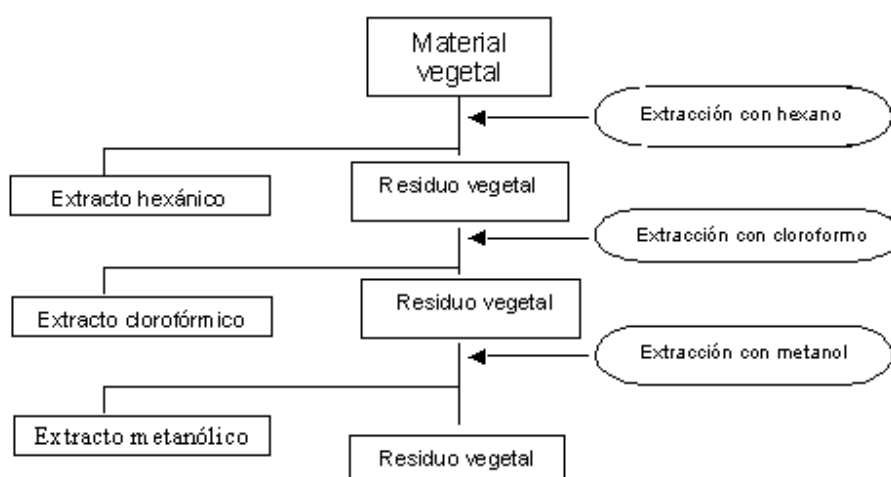 Material
vegetal
Extracción con hexano
Extracto hexánico
Residuo vegetal
Extracción con cloroformo
Extracto clorofórmico
Residuo vegetal
Extracción con metanol
Extracto metanólico
Residuo vegetal